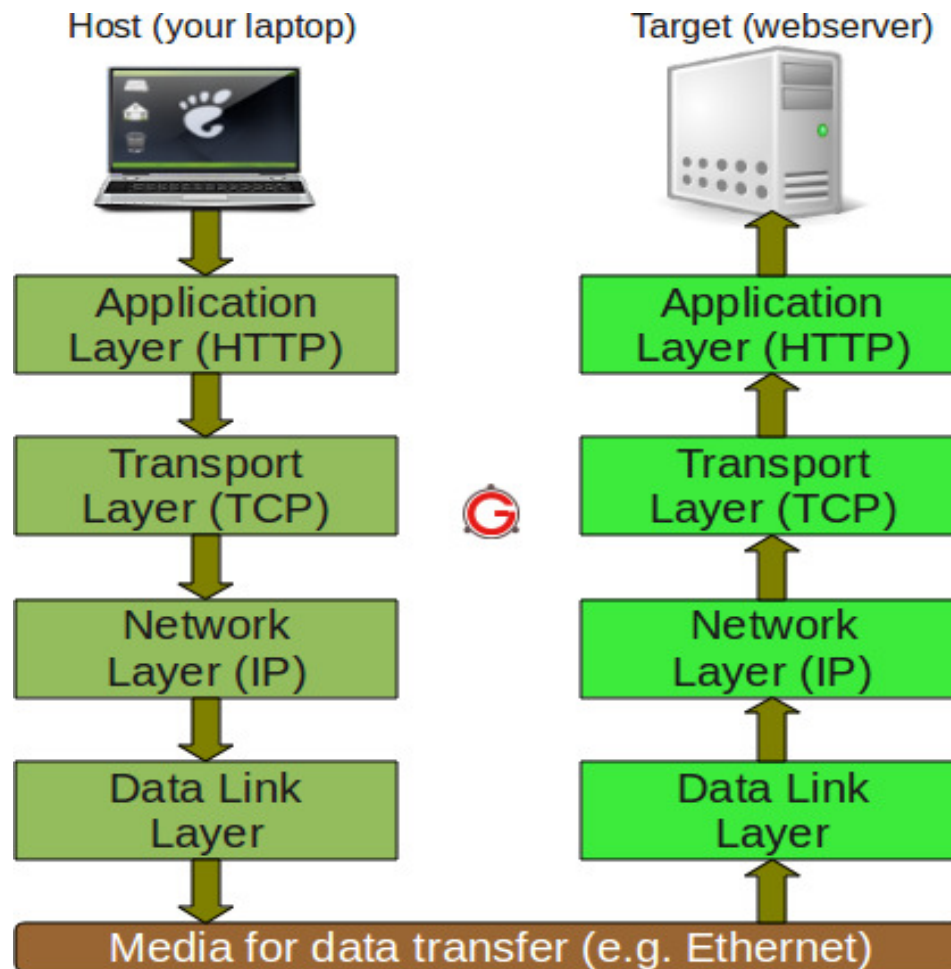 Host (your laptop)
Target (webserver)
Application
Layer (HTTP)
Transport
Layer (TCP)
Network
Layer (IP)
Data Link
Layer
Application
Layer (HTTP)
Transport
Layer (TCP)
Network
Layer (IP)
Data Link
Layer
G
Media for data transfer (e.g. Ethernet)